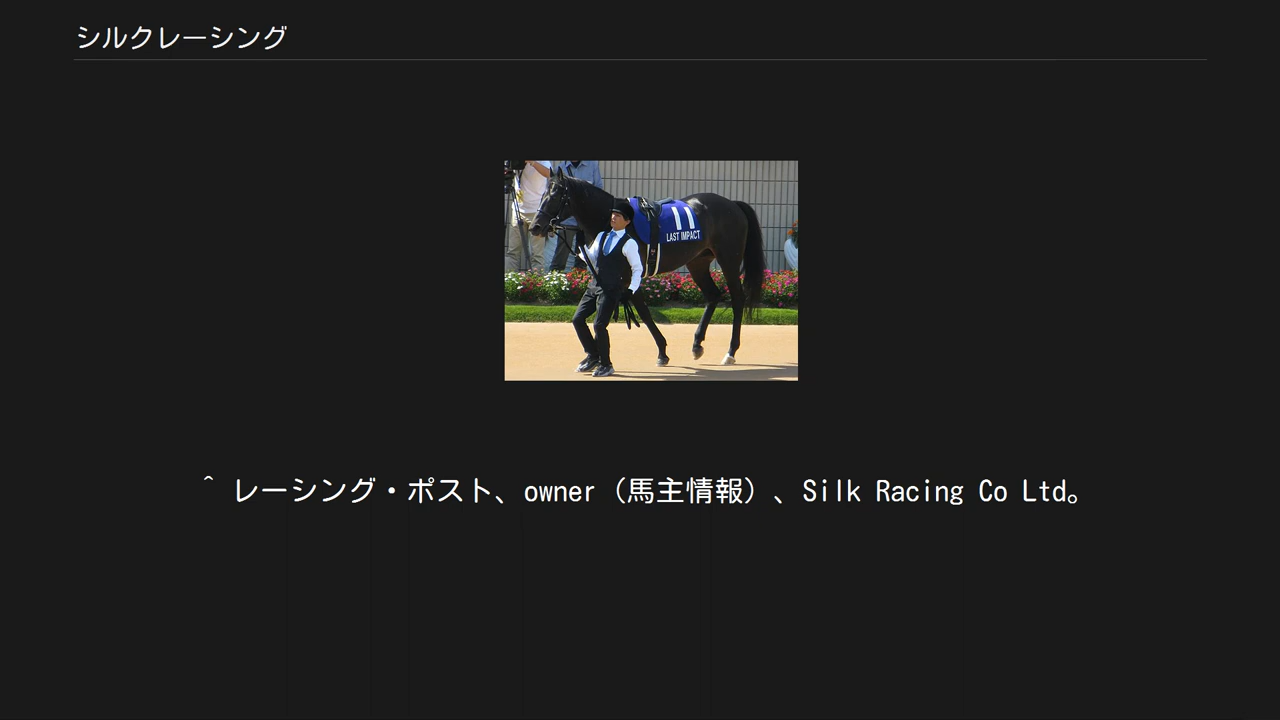 シルクレーシング
11
LAST IMPACT
^ レーシング・ポスト、owner（馬主情報）、Silk Racing Co Ltd。